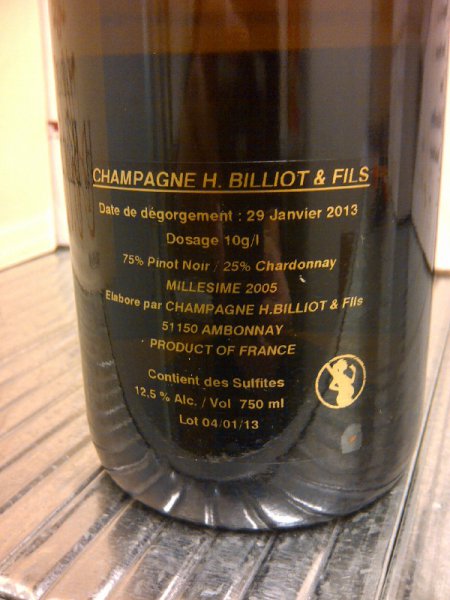 CHAMPAGNE H. BILLIOT & FILS
Date de dégorgement : 29 Janvier 2013
Dosage 10g/l
75% Pinot Noir / 25% Chardonnay
MILLESIME 2005
Elabore par CHAMPAGNE H.BILLIOT & Fils
51150 AMBONNAY
PRODUCT OF FRANCE
Contient des Sulfites
12,5 % Alc. / Vol 750 ml
Lot 04/01/13